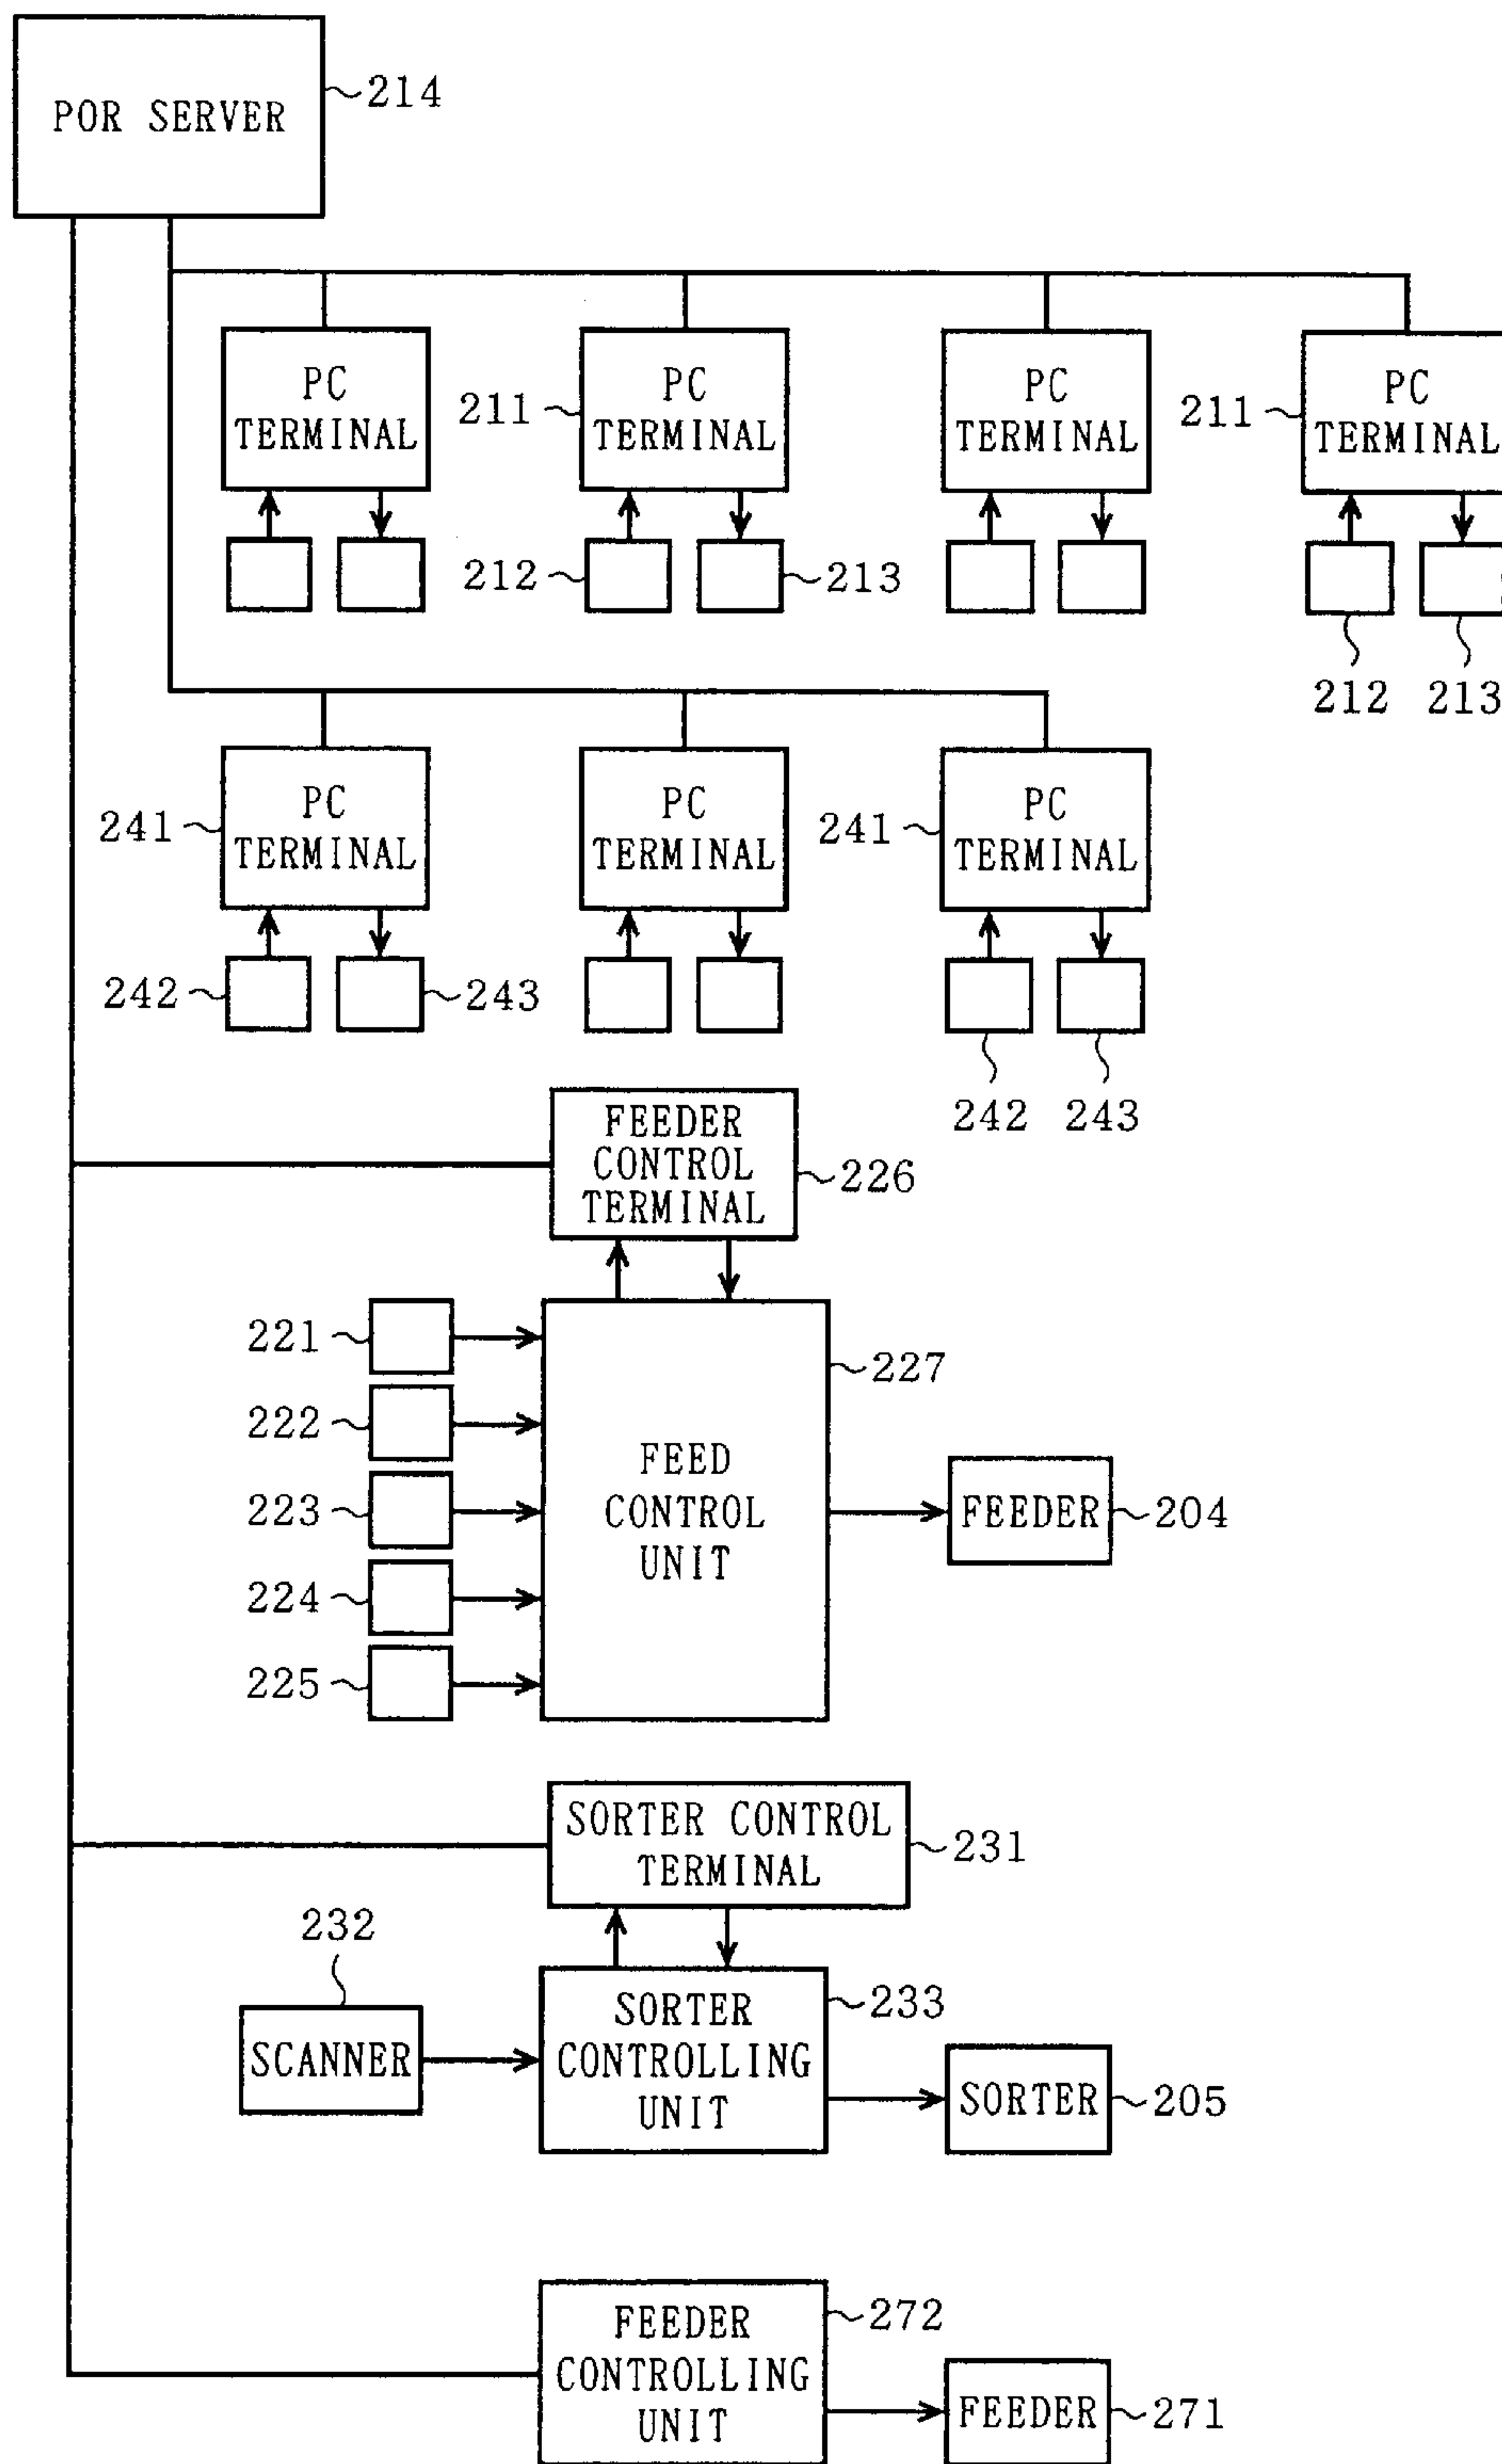 POR SERVER
214
PC
TERMINAL
211
PC
TERMINAL
PC
TERMINAL
211
PC
TERMINAL
212
213
212
213
241
PC
TERMINAL
PC
TERMINAL
241
PC
TERMINAL
242
243
242
243
FEEDER
CONTROL
TERMINAL
226
221
222
223
224
225
227
FEED
CONTROL
UNIT
FEEDER
204
SORTER CONTROL
TERMINAL
231
232
SCANNER
SORTER
CONTROLLING
UNIT
233
SORTER
205
FEEDER
CONTROLLING
UNIT
272
FEEDER
271